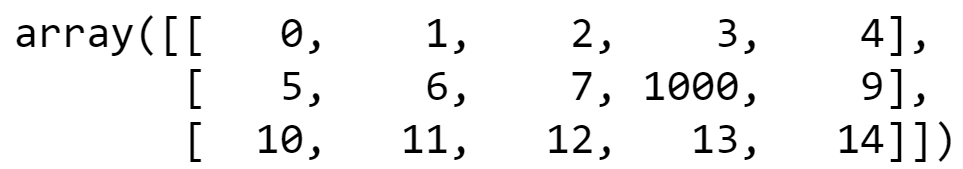 array([[   0,    1,    2,    3,    4],
       [   5,    6,    7, 1000,    9],
       [  10,   11,   12,   13,   14]])